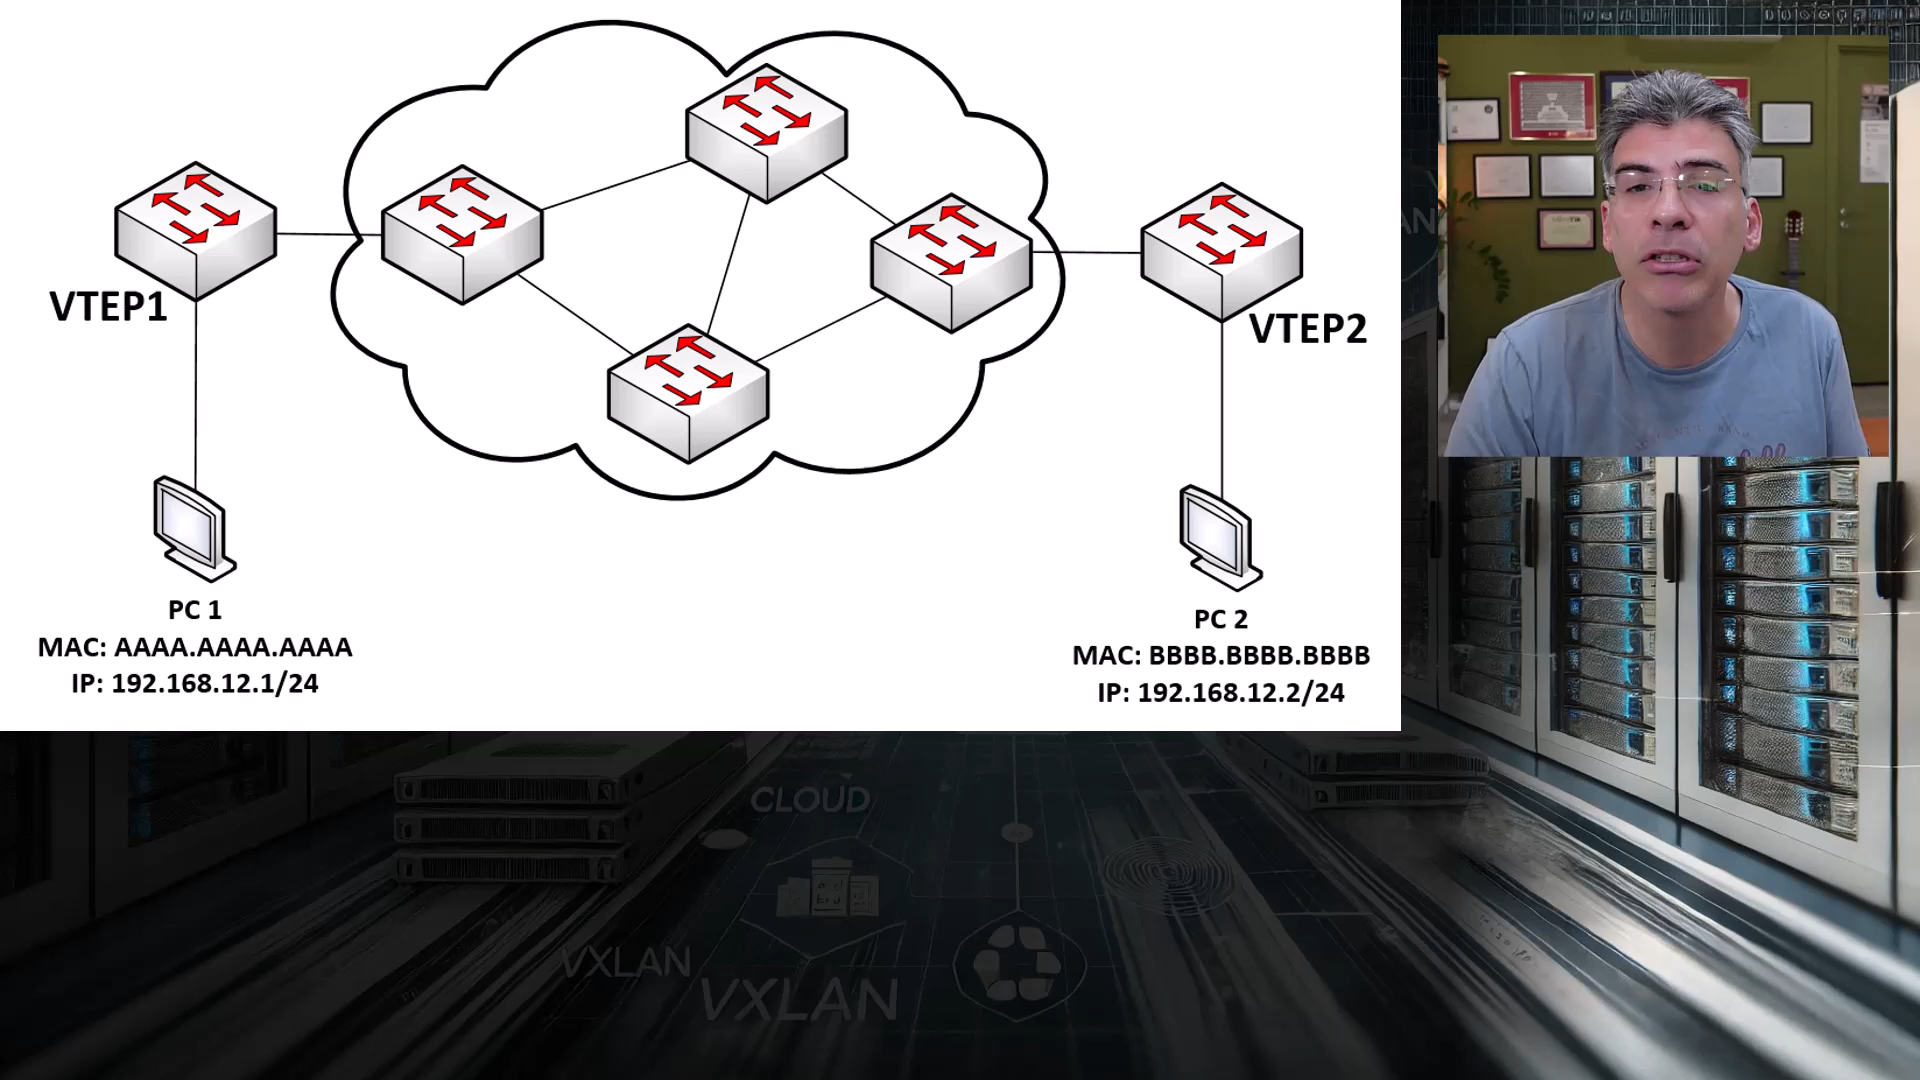 VTEP1
VTEP2
PC 1
MAC: AAAA.AAAA.AAAA
IP: 192.168.12.1/24
PC 2
MAC: BBBB.BBBB.BBBB
IP: 192.168.12.2/24
CLOUD
VXLAN
VXLAN